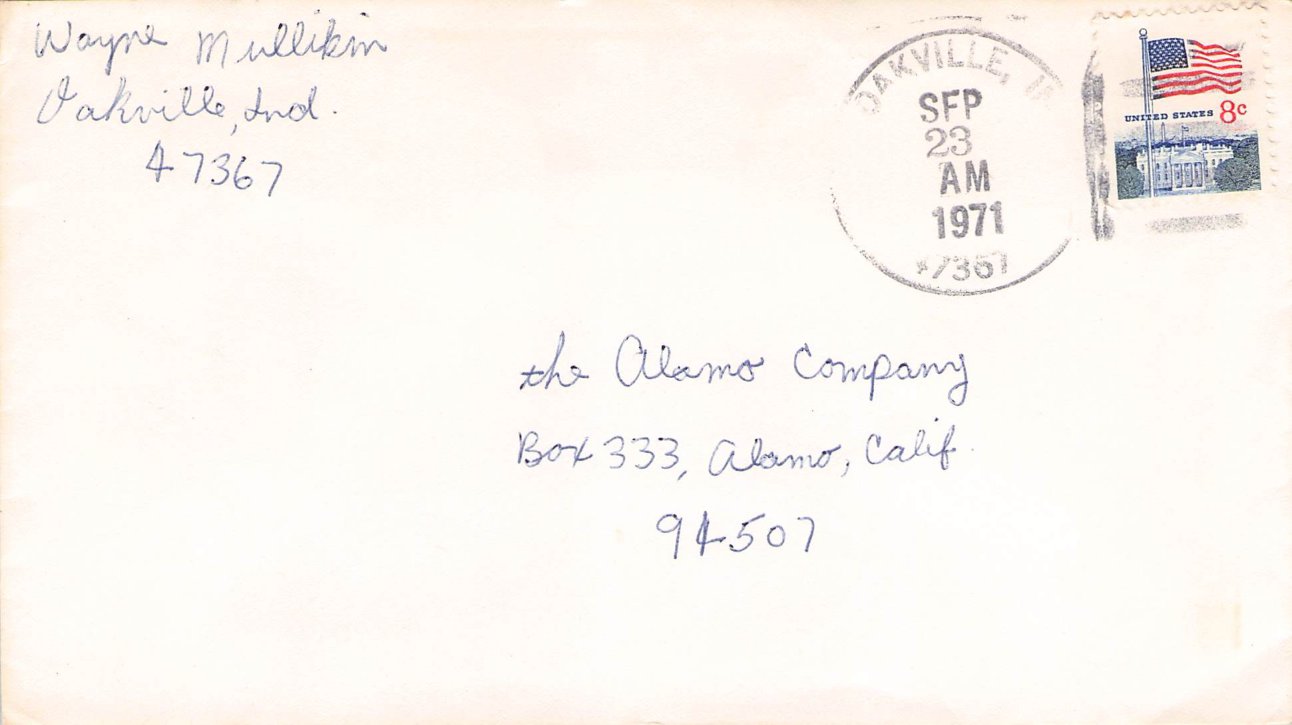 Wayne Mullikin
Oakville, Ind.
47367
OAKVILLE, I
SEP
23
AM
1971
47367
UNITED STATES 8c
the Alamo Company
Box 333, Alamo, Calif.
94507